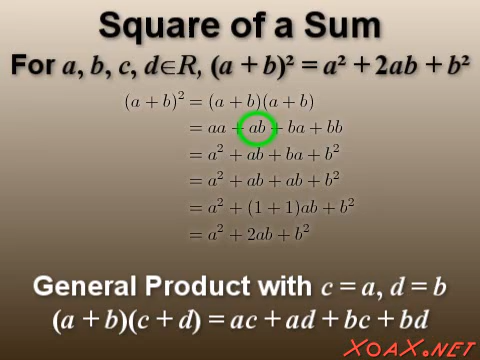 Square of a Sum
For a, b, c, d∈R, (a + b)² = a² + 2ab + b²
(a + b)² = (a + b)(a + b)
= aa + ab + ba + bb
= a² + ab + ba + b²
= a² + ab + ab + b²
= a² + (1 + 1)ab + b²
= a² + 2ab + b²
General Product with c = a, d = b
(a + b)(c + d) = ac + ad + bc + bd
XOAX.NET